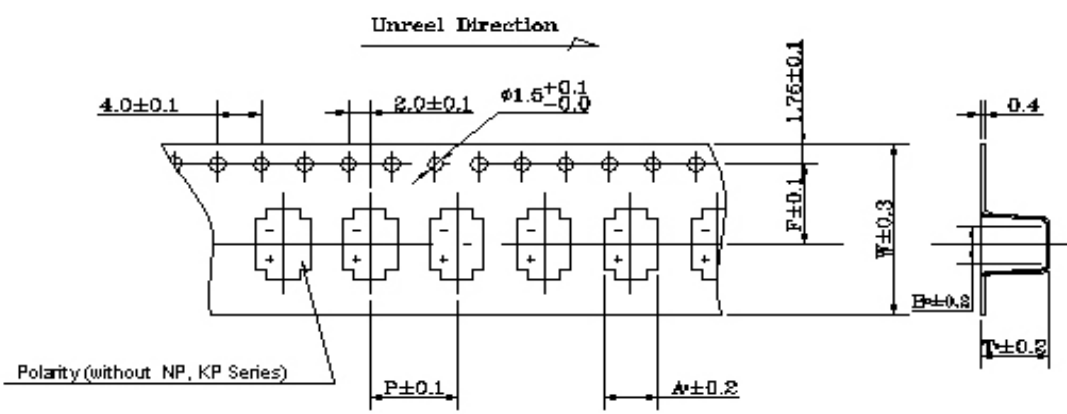 Unreel Direction
4.0±0.1
2.0±0.1
ø1.5+0.1
-0.0
1.75±0.1
0.4
F±0.1
W±0.3
- - - - -
+ + + + +
±0.2
T ±0.2
Polarity (without NP, KP Series)
P±0.1
A ±0.2